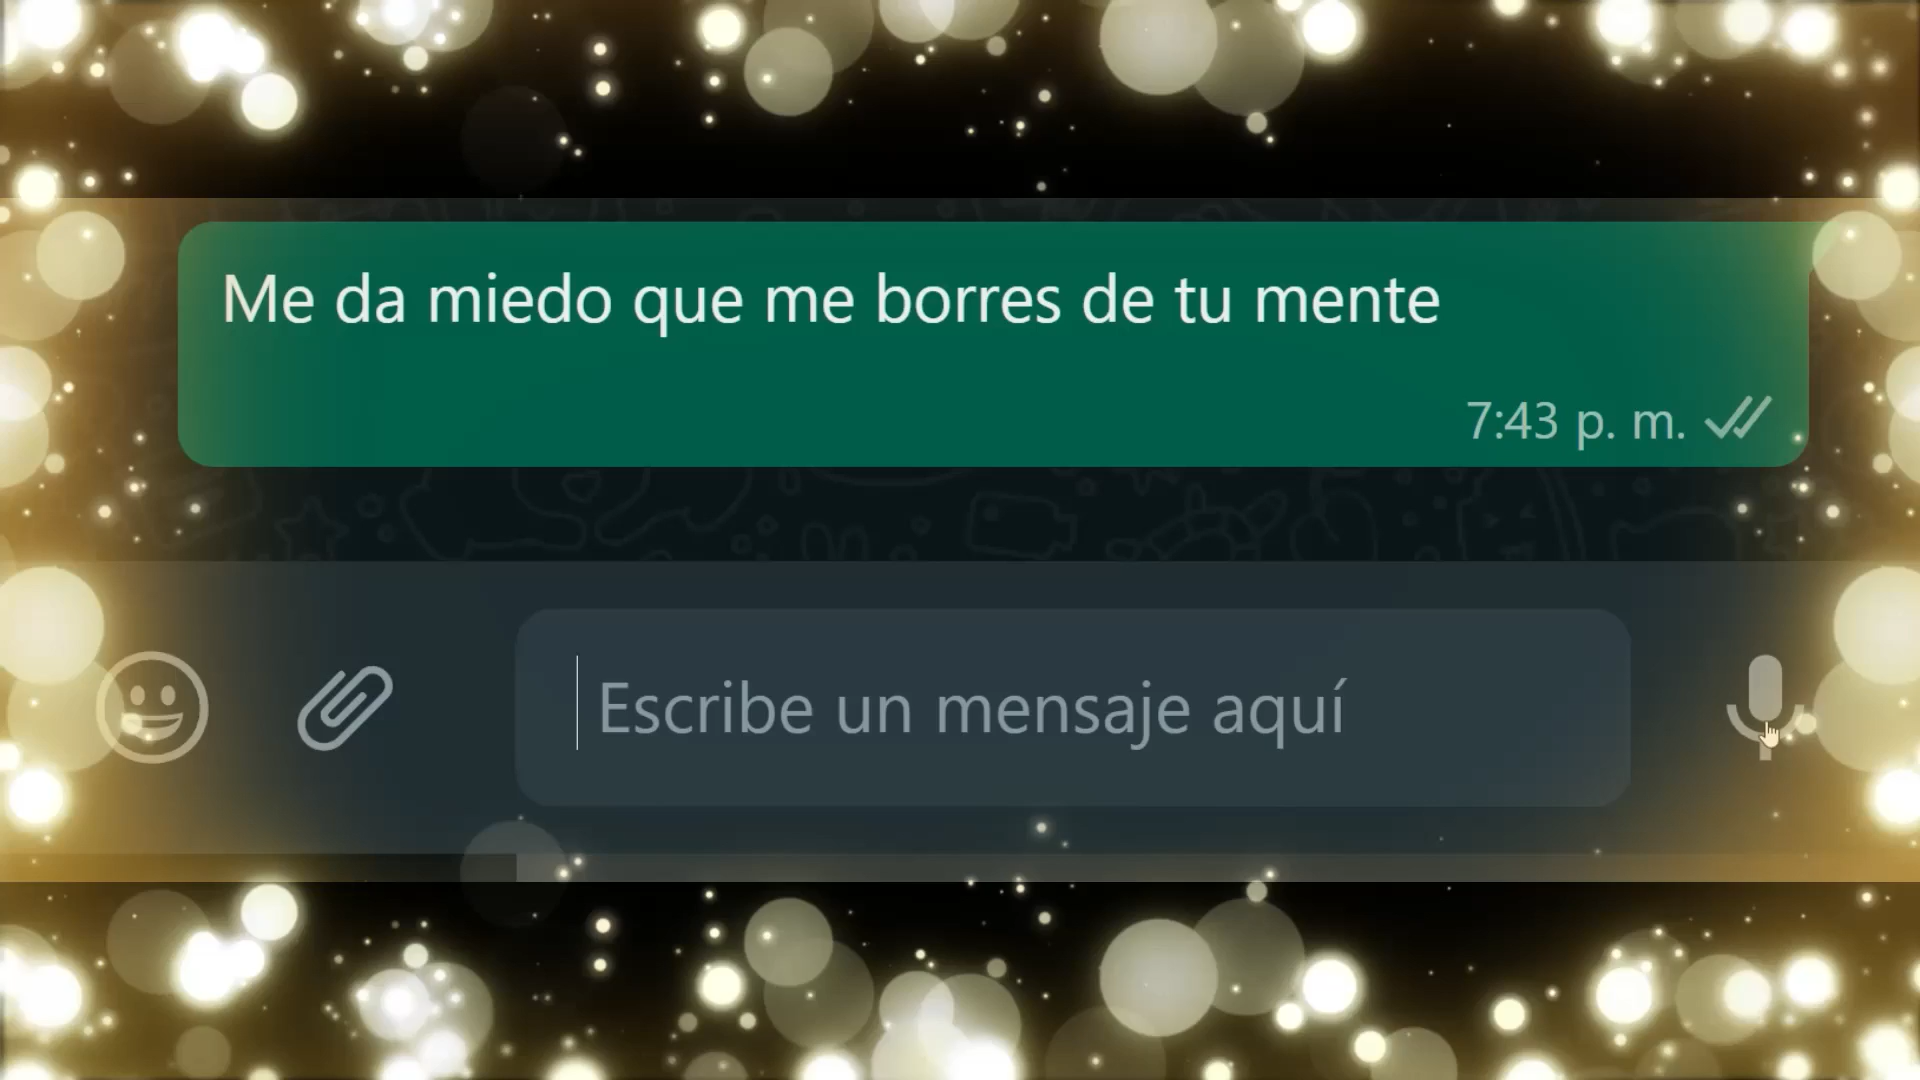 Me da miedo que me borres de tu mente
7:43 p. m.
Escribe un mensaje aquí